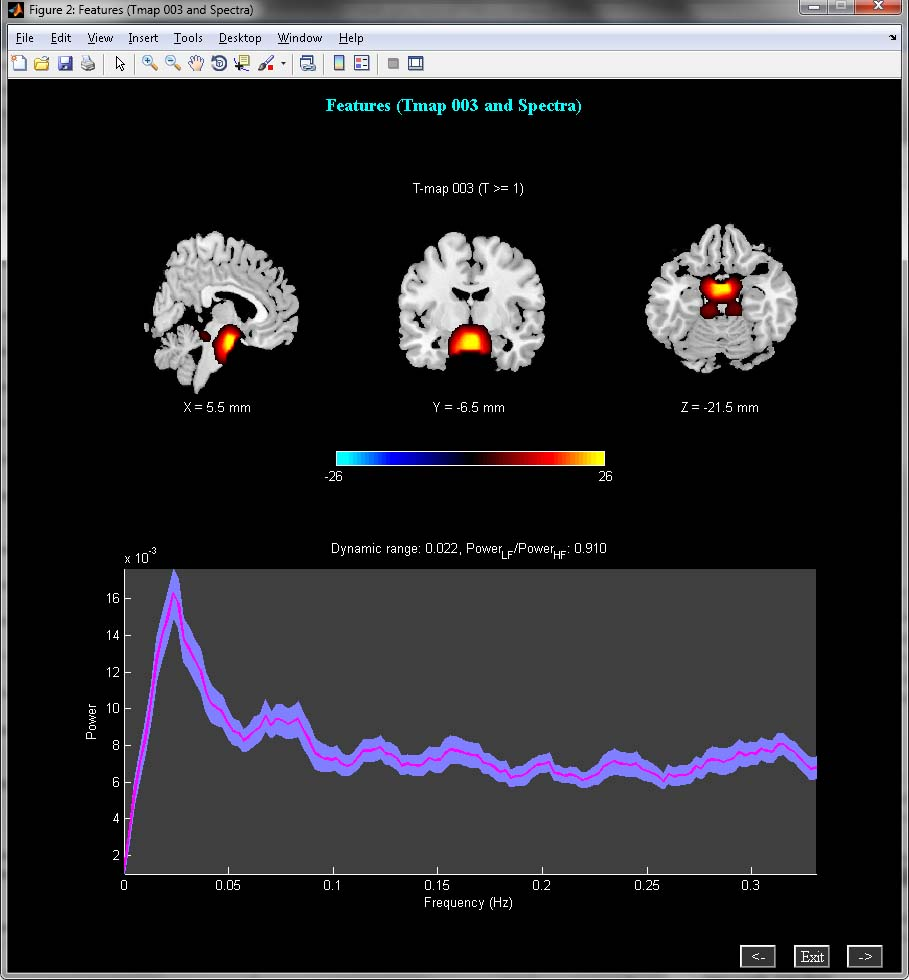 Figure 2: Features (Tmap 003 and Spectra)
File Edit View Insert Tools Desktop Window Help
Features (Tmap 003 and Spectra)
T-map 003 (T >= 1)
X = 5.5 mm
Y = -6.5 mm
Z = -21.5 mm
-26
26
Dynamic range: 0.022, Power_LF/Power_HF: 0.910
x 10^-3
16
14
12
10
8
6
4
2
Power
0 0.05 0.1 0.15 0.2 0.25 0.3
Frequency (Hz)
<- Exit ->